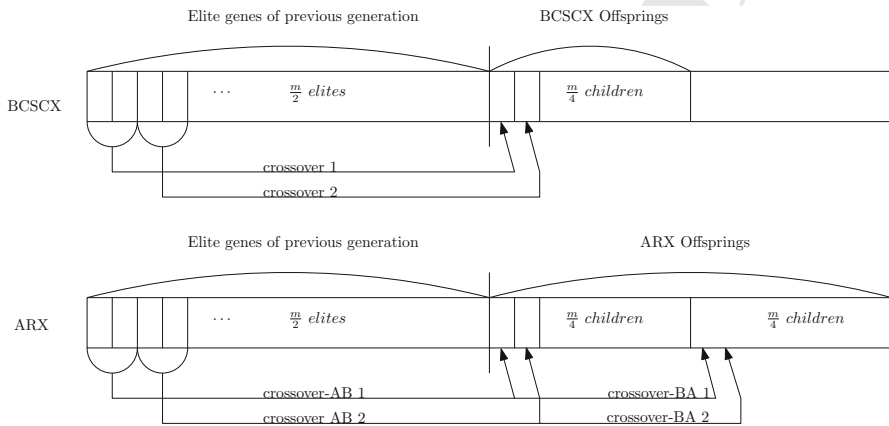 Elite genes of previous generation
BCSCX Offsprings
BCSCX
⋯ m/2 elites
m/4 children
crossover 1
crossover 2
Elite genes of previous generation
ARX Offsprings
ARX
⋯ m/2 elites
m/4 children
m/4 children
crossover-AB 1
crossover-BA 1
crossover AB 2
crossover-BA 2